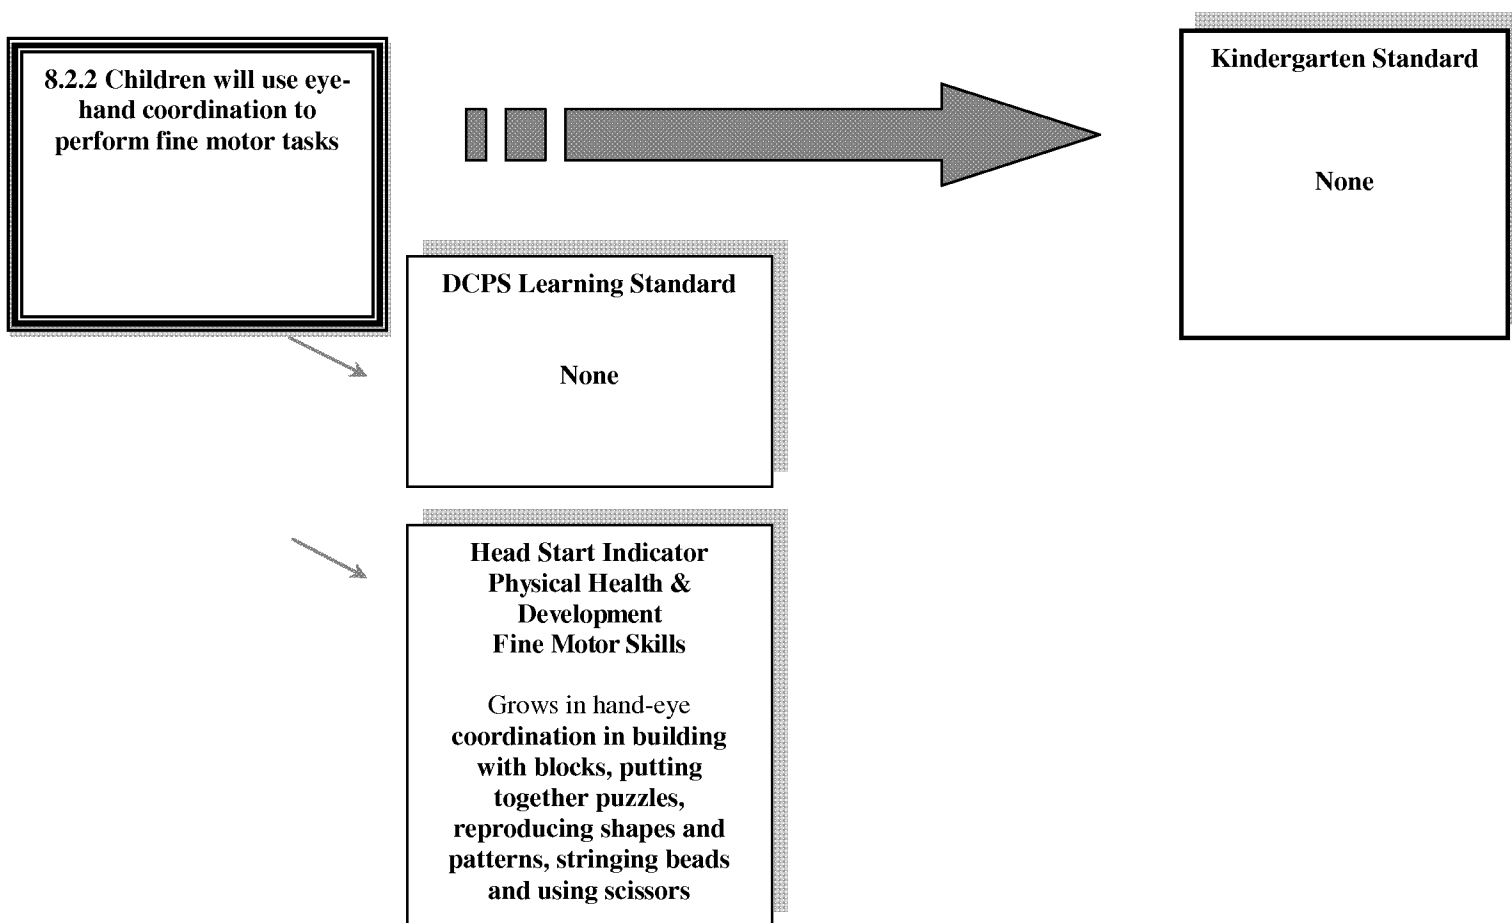 8.2.2 Children will use eye-
hand coordination to
perform fine motor tasks
Kindergarten Standard
None
DCPS Learning Standard
None
Head Start Indicator
Physical Health &
Development
Fine Motor Skills
Grows in hand-eye
coordination in building
with blocks, putting
together puzzles,
reproducing shapes and
patterns, stringing beads
and using scissors